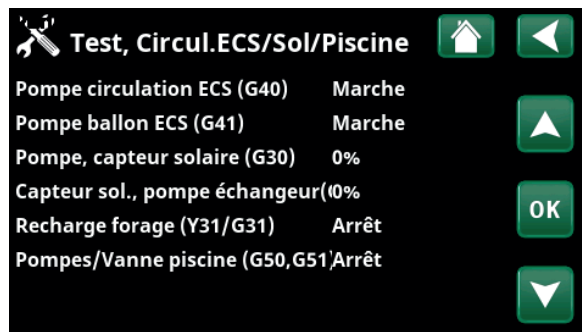 Test, Circul.ECS/Sol/Piscine
Pompe circulation ECS (G40) Marche
Pompe ballon ECS (G41) Marche
Pompe, capteur solaire (G30) 0%
Capteur sol., pompe échangeur( 0%
Recharge forage (Y31/G31) Arrêt
Pompes/Vanne piscine (G50,G51) Arrêt
OK